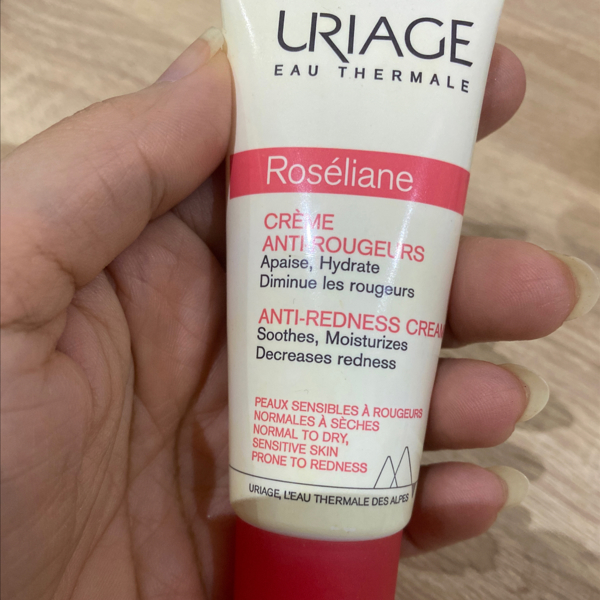 URIAGE
EAU THERMALE
Roséliane
CRÈME
ANTI-ROUGEURS
Apaise, Hydrate
Diminue les rougeurs
ANTI-REDNESS CREAM
Soothes, Moisturizes
Decreases redness
PEAUX SENSIBLES À ROUGEURS
NORMALES À SÈCHES
NORMAL TO DRY,
SENSITIVE SKIN
PRONE TO REDNESS
URIAGE, L'EAU THERMALE DES ALPES